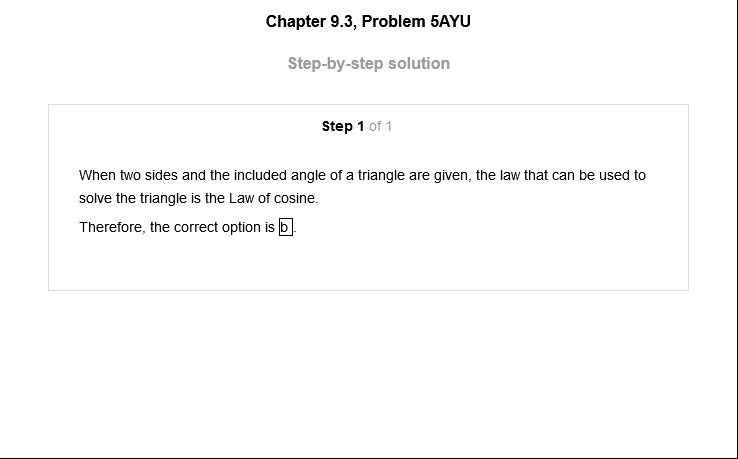 Chapter 9.3, Problem 5AYU
Step-by-step solution
Step 1 of 1
When two sides and the included angle of a triangle are given, the law that can be used to
solve the triangle is the Law of cosine.
Therefore, the correct option is b.